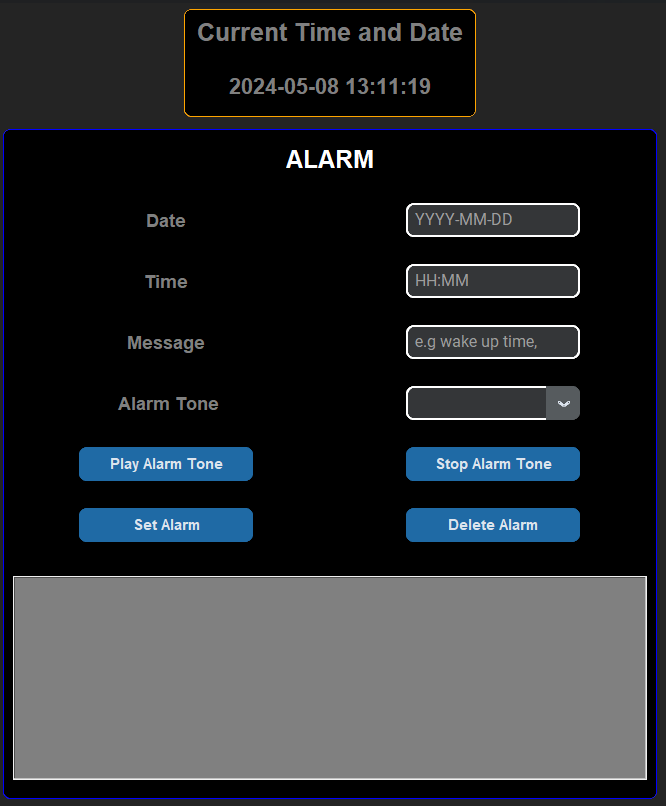 Current Time and Date
2024-05-08 13:11:19
ALARM
Date YYYY-MM-DD
Time HH:MM
Message e.g wake up time,
Alarm Tone
Play Alarm Tone Stop Alarm Tone
Set Alarm Delete Alarm